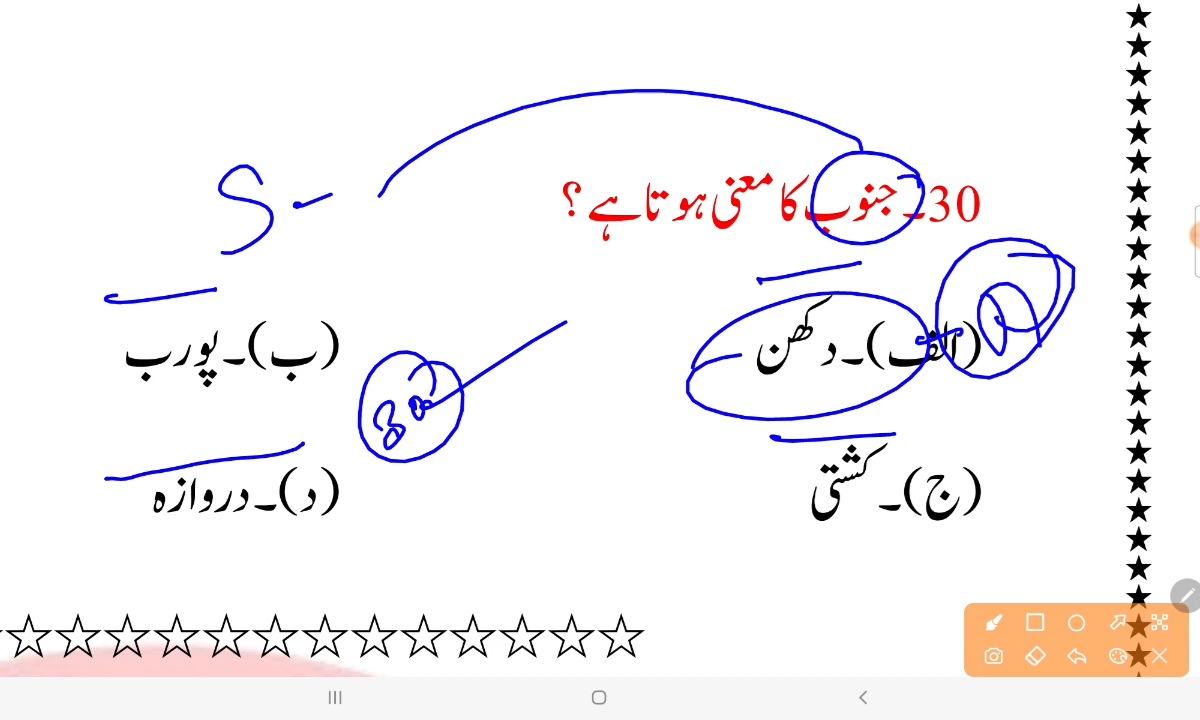 30۔ جنوب کا معنی ہوتا ہے؟
(الف)۔ دکھن (ب)۔ پورب
(ج)۔ کشتی (د)۔ دروازہ
S-